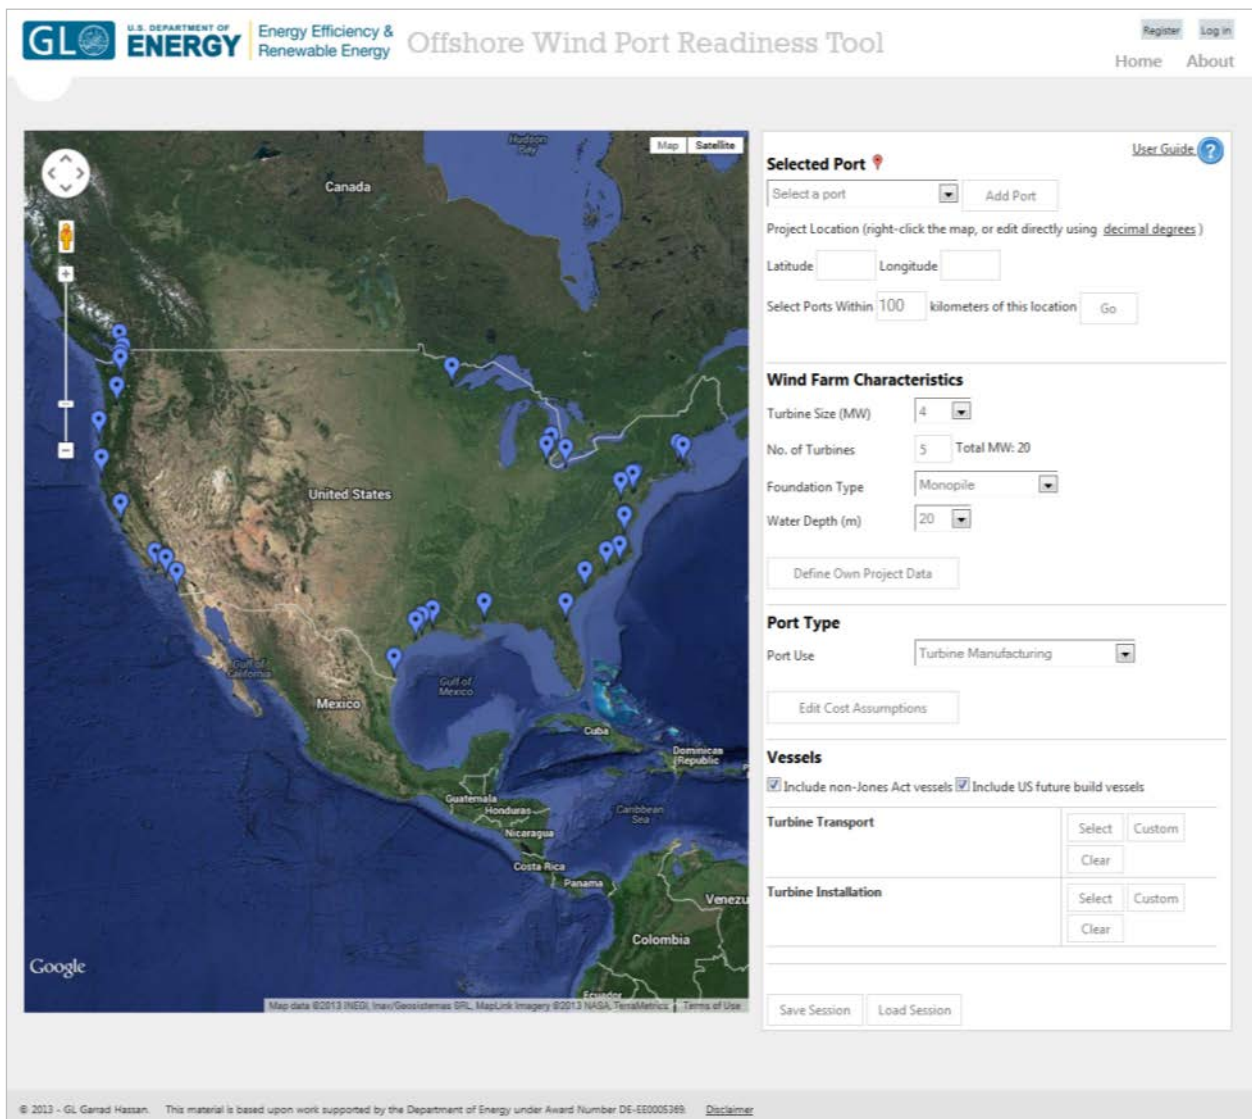 GL
U.S. DEPARTMENT OF
ENERGY
Energy Efficiency &
Renewable Energy
Offshore Wind Port Readiness Tool
Register Log in
Home About
Map Satellite
Hudson
Bay
Canada
United States
Gulf of
California
Mexico
Gulf of
Mexico
Cuba
Dominican
Republic
Guatemala
Honduras
Caribbean
Sea
Nicaragua
Costa Rica
Panama
Venezu
Colombia
Ecuador
Google
Map data ©2013 INEGI, Inav/Geosistemas SRL, MapLink Imagery ©2013 NASA, TerraMetrics Terms of Use
User Guide ?
Selected Port
Select a port Add Port
Project Location (right-click the map, or edit directly using decimal degrees )
Latitude Longitude
Select Ports Within 100 kilometers of this location Go
Wind Farm Characteristics
Turbine Size (MW) 4
No. of Turbines 5 Total MW: 20
Foundation Type Monopile
Water Depth (m) 20
Define Own Project Data
Port Type
Port Use Turbine Manufacturing
Edit Cost Assumptions
Vessels
Include non-Jones Act vessels Include US future build vessels
Turbine Transport Select Custom
Clear
Turbine Installation Select Custom
Clear
Save Session Load Session
© 2013 - GL Garrad Hassan. This material is based upon work supported by the Department of Energy under Award Number DE-EE0005369. Disclaimer